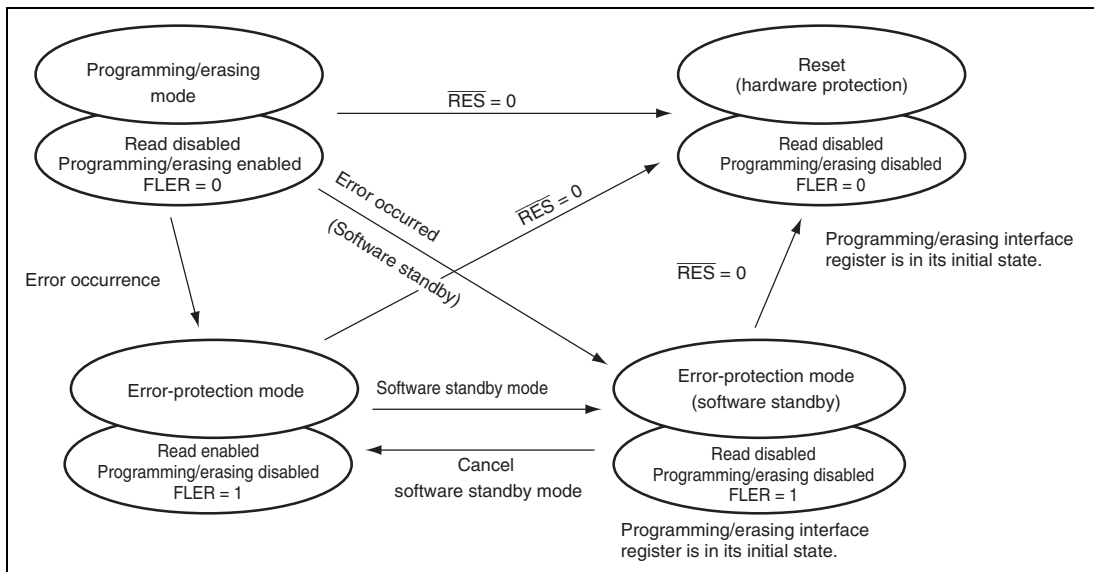 Programming/erasing
mode
Read disabled
Programming/erasing enabled
FLER = 0
R̅E̅S̅ = 0
Reset
(hardware protection)
Read disabled
Programming/erasing disabled
FLER = 0
Programming/erasing interface
register is in its initial state.
Error occurred
(Software standby)
R̅E̅S̅ = 0
R̅E̅S̅ = 0
Error occurrence
Error-protection mode
Read enabled
Programming/erasing disabled
FLER = 1
Software standby mode
Cancel
software standby mode
Error-protection mode
(software standby)
Read disabled
Programming/erasing disabled
FLER = 1
Programming/erasing interface
register is in its initial state.